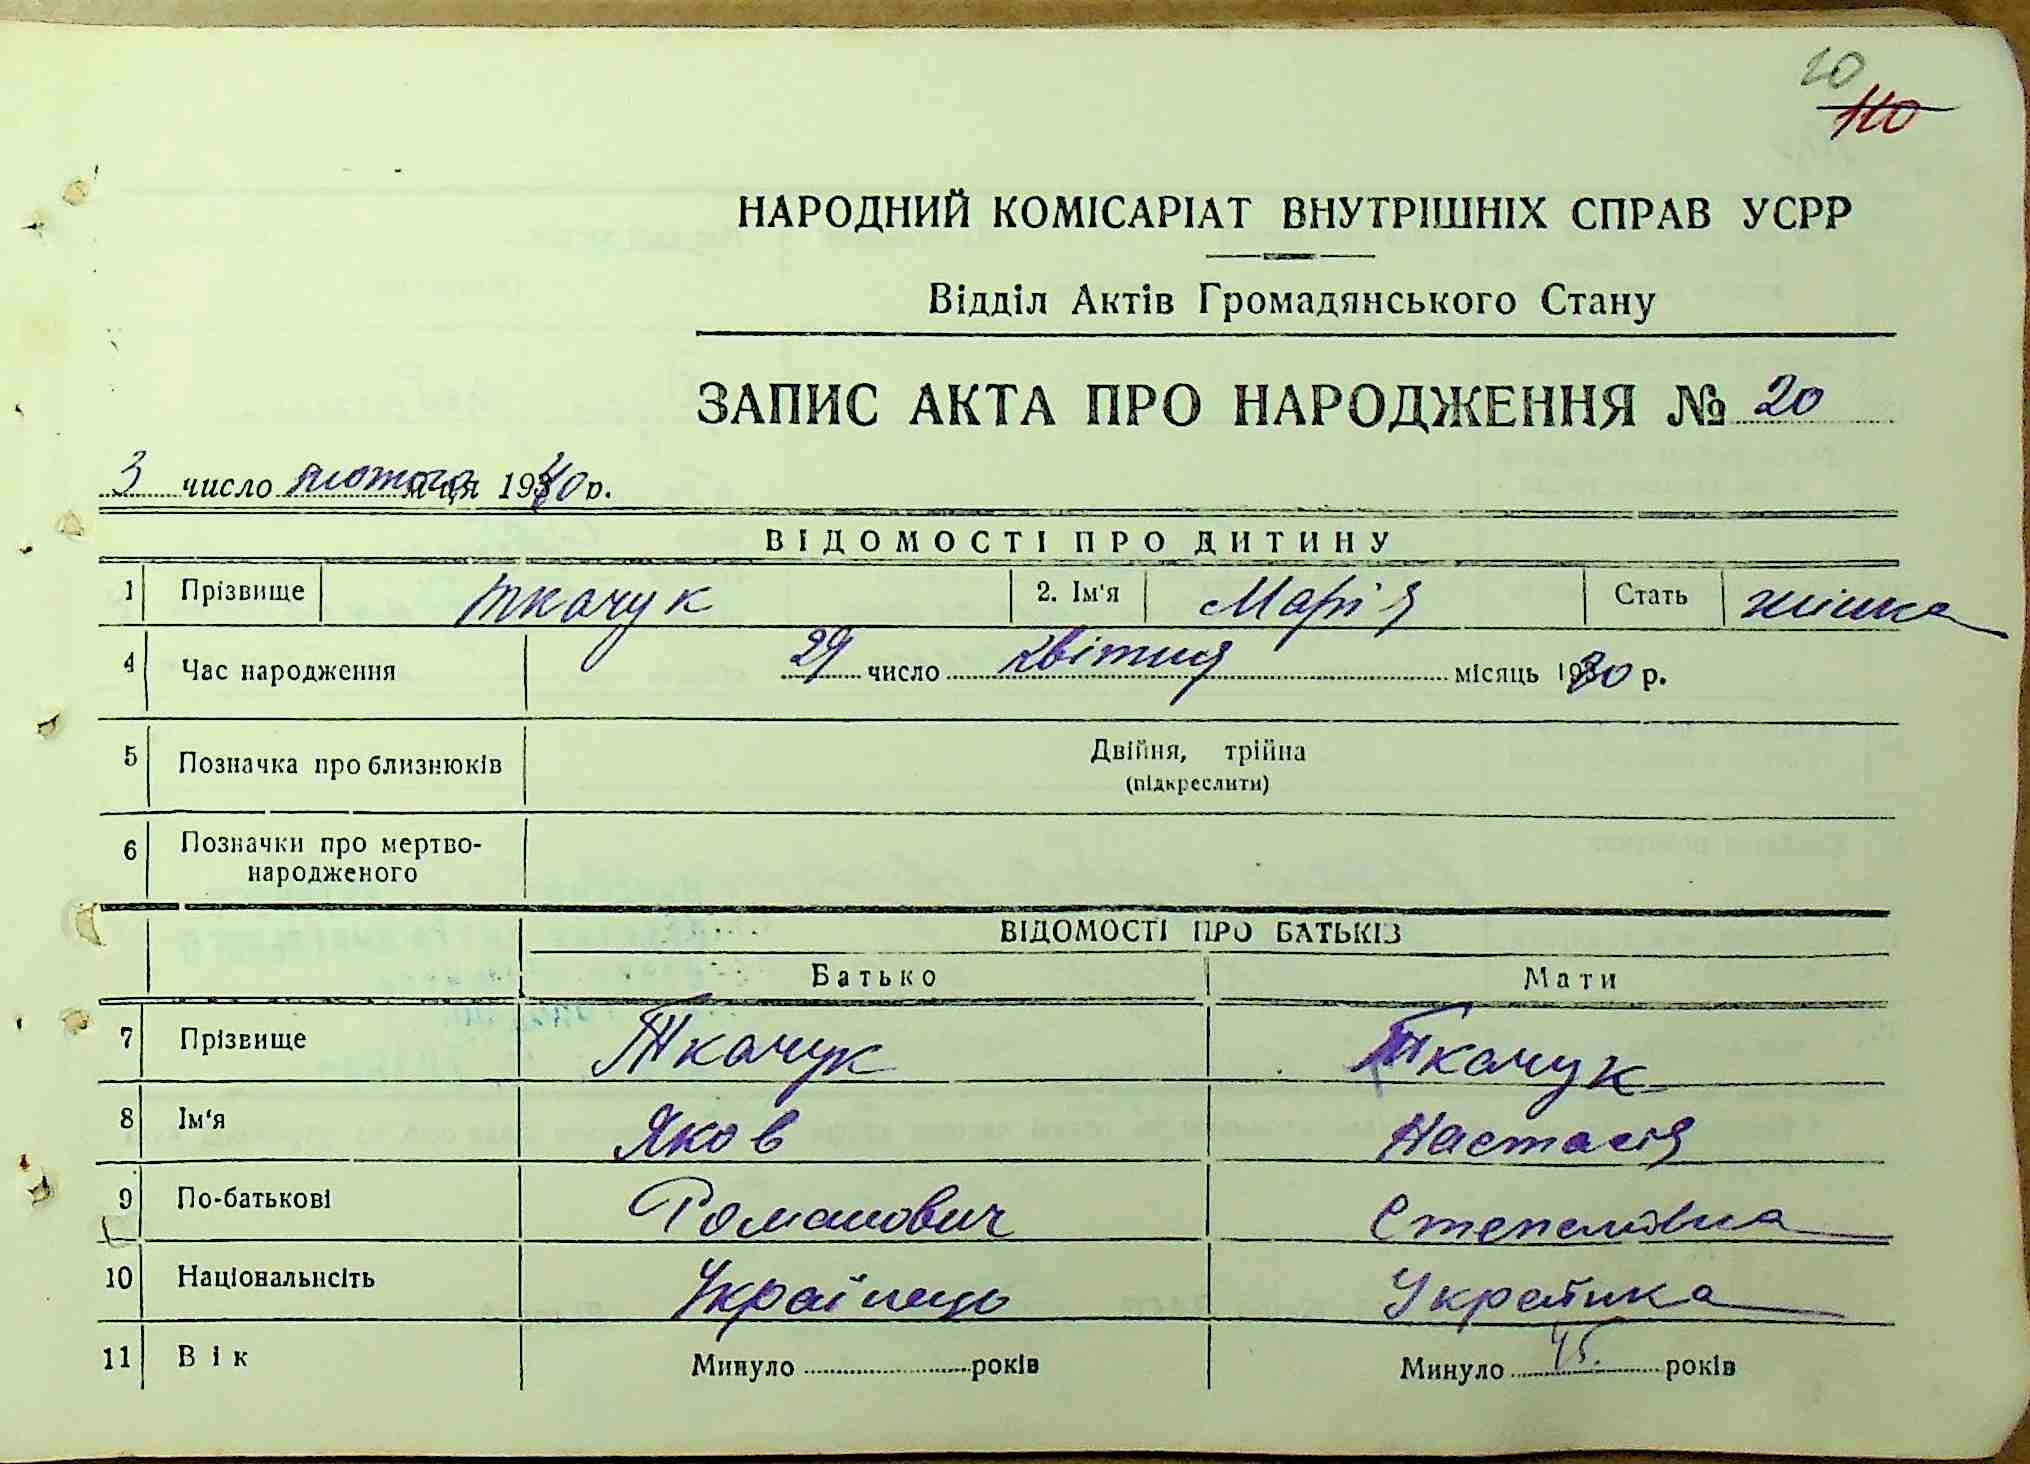 20
110
НАРОДНИЙ КОМІСАРІАТ ВНУТРІШНІХ СПРАВ УСРР
Відділ Актів Громадянського Стану
ЗАПИС АКТА ПРО НАРОДЖЕННЯ № 20
3 число лютого м-ця 1940 р.
ВІДОМОСТІ ПРО ДИТИНУ
1 Прізвище Ткачук 2. Ім'я Марія Стать жінка
4 Час народження 29 число квітня місяць 1930 р.
5 Позначка про близнюків Двійня, трійна
(підкреслити)
6 Позначки про мертво-
народженого
ВІДОМОСТІ ПРО БАТЬКІВ
Батько Мати
7 Прізвище Ткачук Ткачук
8 Ім'я Яков Настасія
9 По-батькові Романович Степанівна
10 Національнсіть Українець Українка
11 Вік Минуло років Минуло 45. років